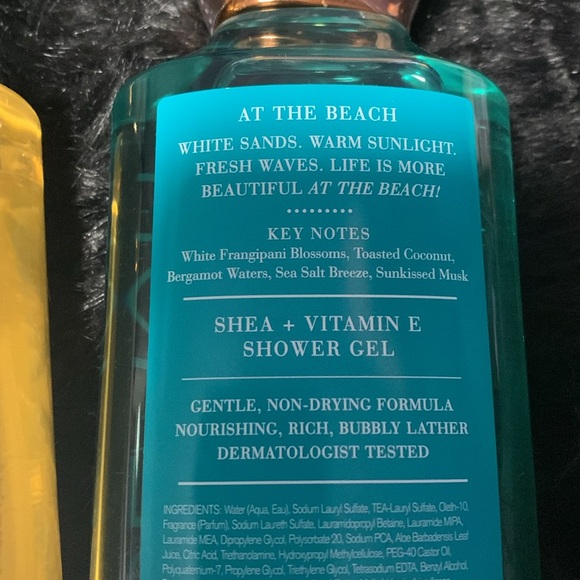 AT THE BEACH
WHITE SANDS. WARM SUNLIGHT.
FRESH WAVES. LIFE IS MORE
BEAUTIFUL AT THE BEACH!
KEY NOTES
White Frangipani Blossoms, Toasted Coconut,
Bergamot Waters, Sea Salt Breeze, Sunkissed Musk
SHEA + VITAMIN E
SHOWER GEL
GENTLE, NON-DRYING FORMULA
NOURISHING, RICH, BUBBLY LATHER
DERMATOLOGIST TESTED
INGREDIENTS: Water (Aqua, Eau), Sodium Lauryl Sulfate, TEA-Lauryl Sulfate, Oleth-10,
Fragrance (Parfum), Sodium Laureth Sulfate, Lauramidopropyl Betaine, Lauramide MIPA,
Lauramide MEA, Dipropylene Glycol, Polysorbate 20, Sodium PCA, Aloe Barbadensis Leaf
Juice, Citric Acid, Triethanolamine, Hydroxypropyl Methylcellulose, PEG-40 Castor Oil,
Polyquaternium-7, Propylene Glycol, Triethylene Glycol, Tetrasodium EDTA, Benzyl Alcohol,